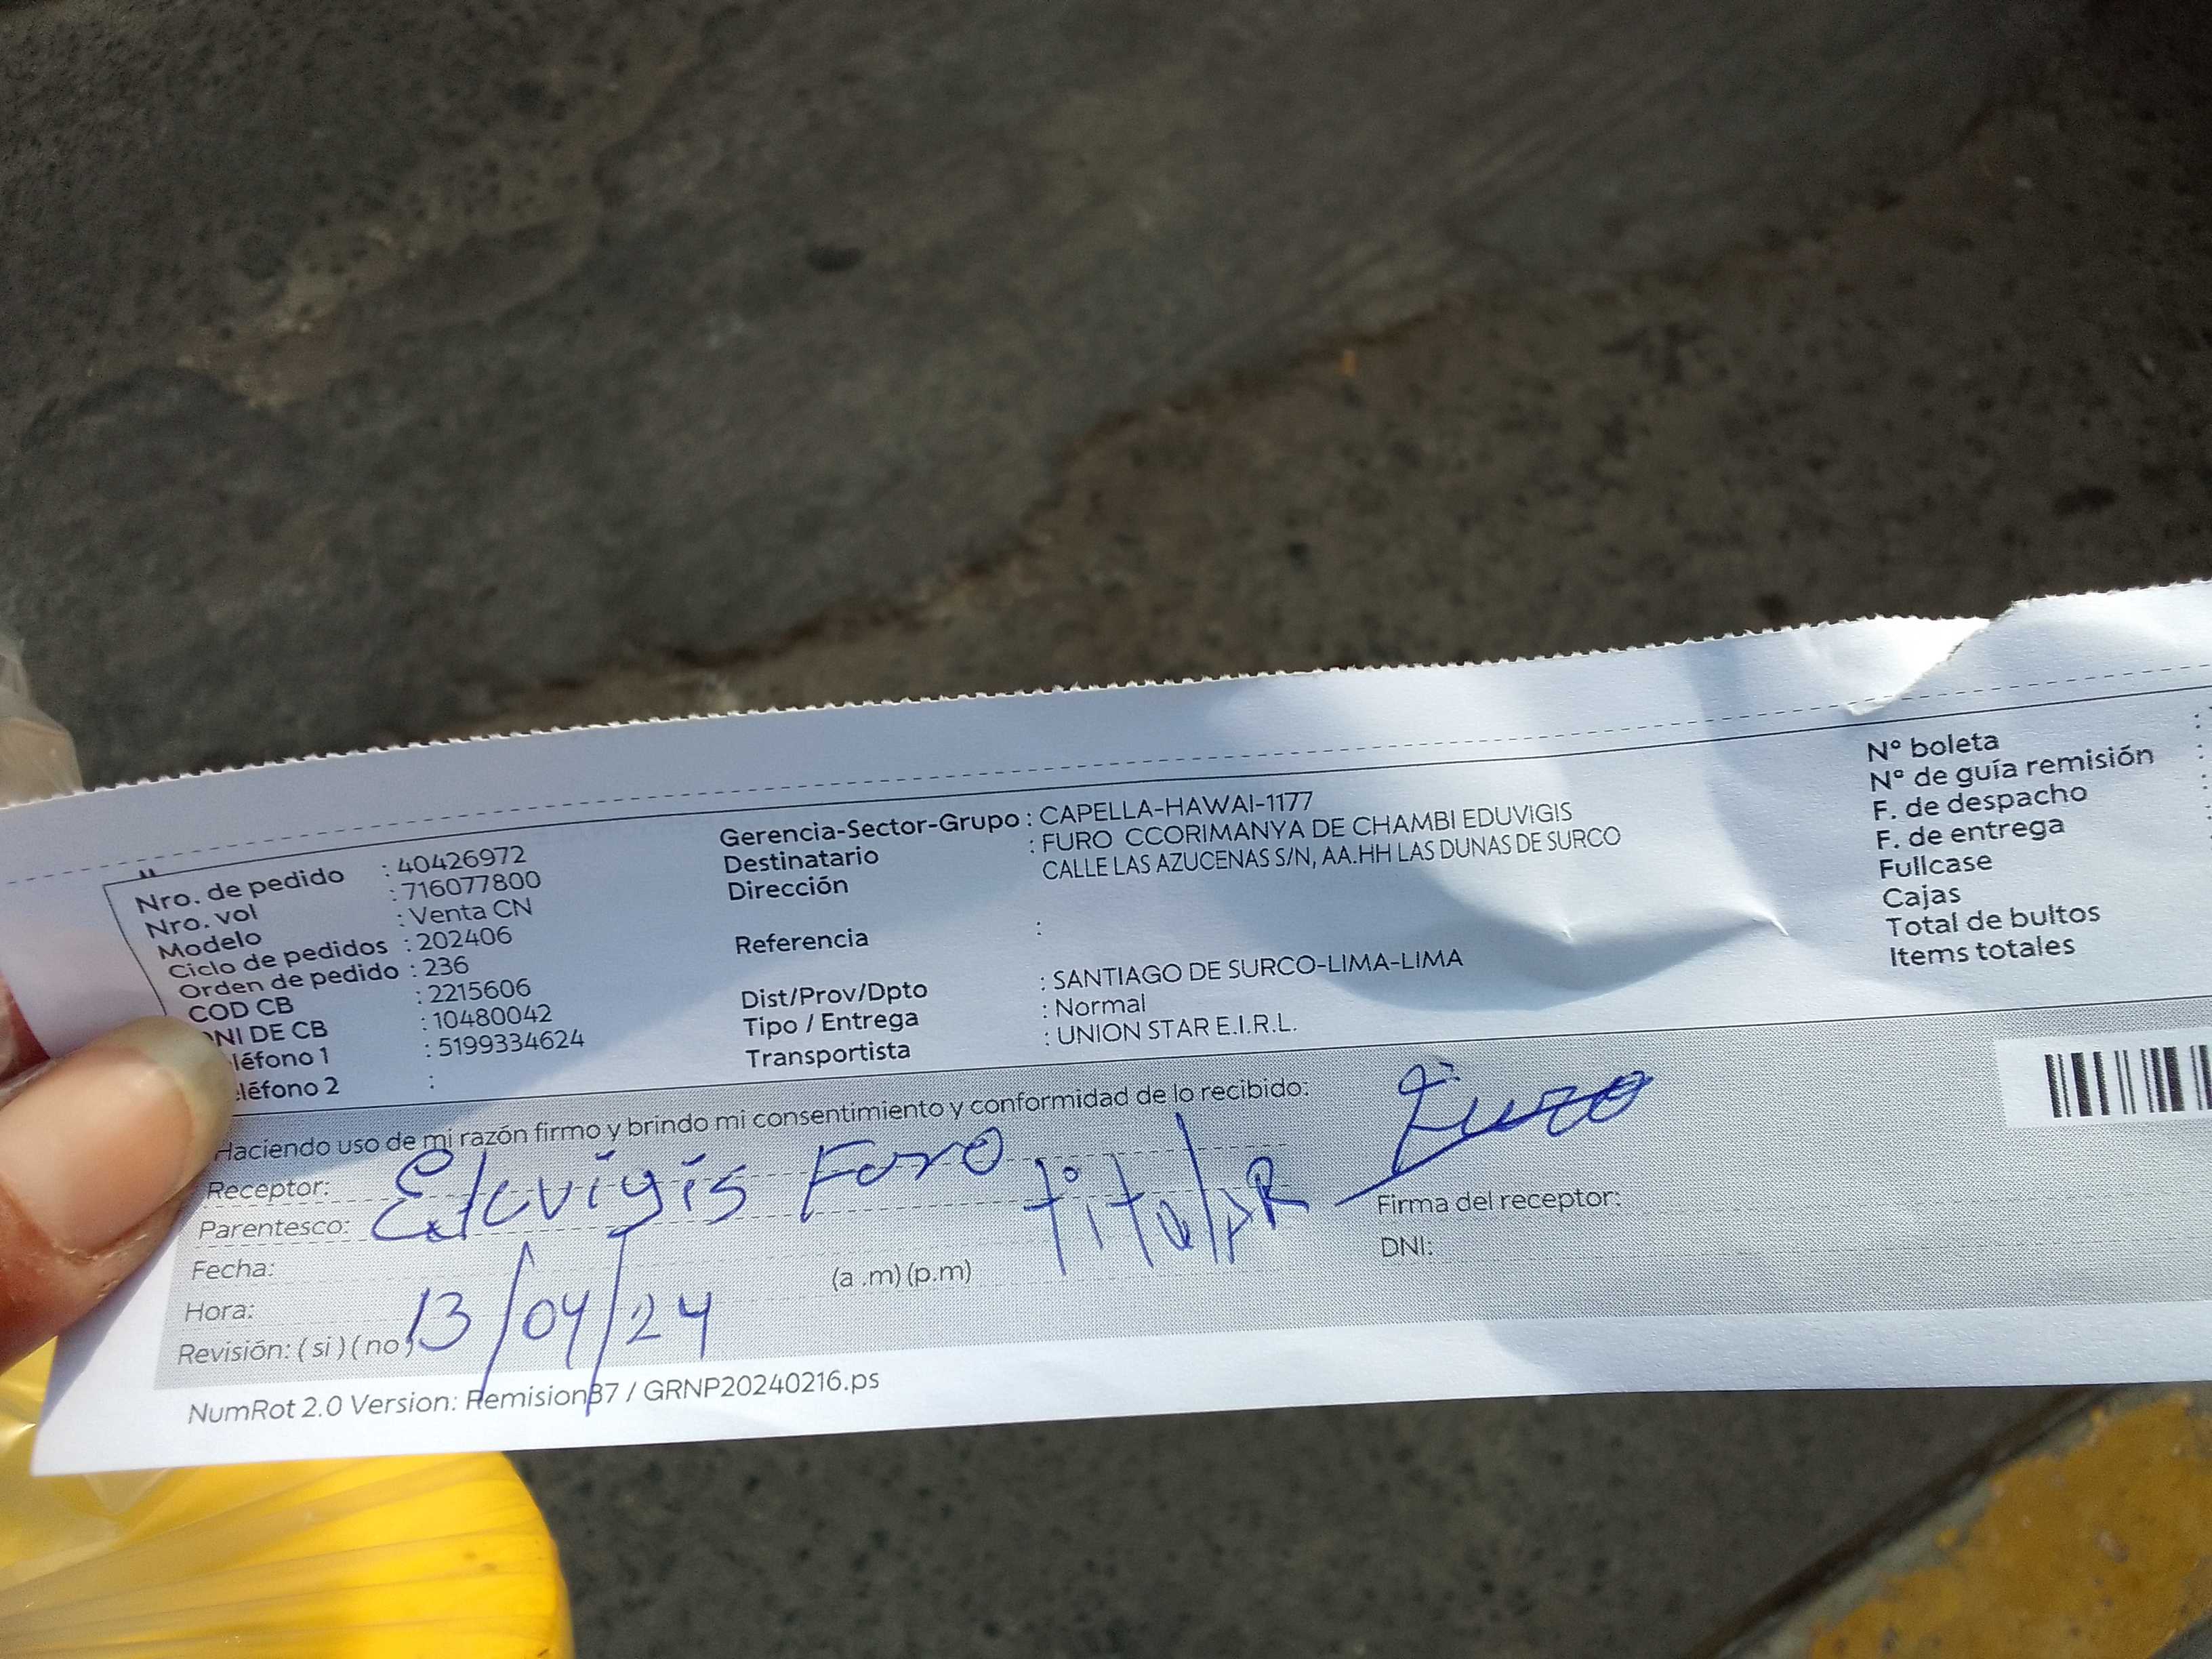 Nro. de pedido : 40426972
Nro. vol : 716077800
Modelo : Venta CN
Ciclo de pedidos : 202406
Orden de pedido : 236
COD CB : 2215606
NI DE CB : 10480042
léfono 1 : 5199334624
léfono 2 :
Gerencia-Sector-Grupo : CAPELLA-HAWAI-1177
Destinatario : FURO CCORIMANYA DE CHAMBI EDUVIGIS
Dirección CALLE LAS AZUCENAS S/N, AA.HH LAS DUNAS DE SURCO
Referencia :
Dist/Prov/Dpto : SANTIAGO DE SURCO-LIMA-LIMA
Tipo / Entrega : Normal
Transportista : UNION STAR E.I.R.L.
Nº boleta :
Nº de guía remisión :
F. de despacho :
F. de entrega :
Fullcase
Cajas
Total de bultos
Items totales
Haciendo uso de mi razón firmo y brindo mi consentimiento y conformidad de lo recibido:
Receptor:
Parentesco:
Furo
Fecha:
Hora: (a .m) (p.m)
Revisión: ( si ) ( no )
13/04/24
Firma del receptor:
DNI:
NumRot 2.0 Version: Remision37 / GRNP20240216.ps